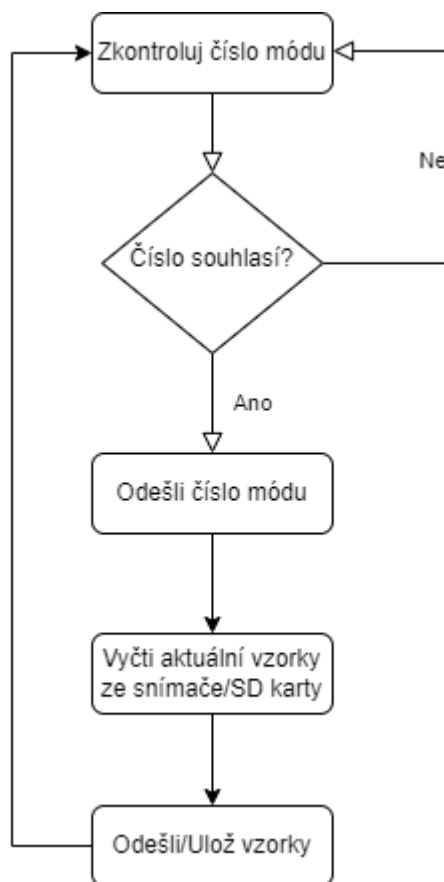 Zkontroluj číslo módu
Ne
Číslo souhlasí?
Ano
Odešli číslo módu
Vyčti aktuální vzorky
ze snímače/SD karty
Odešli/Ulož vzorky